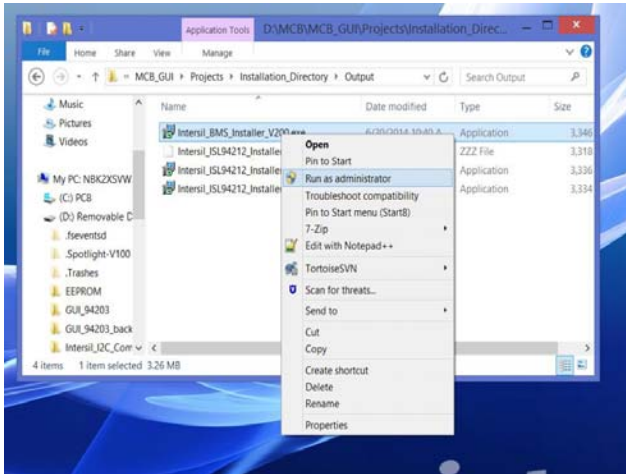 Application Tools D:\MCB\MCB_GUI\Projects\Installation_Direc...
File Home Share View Manage
« MCB_GUI ▸ Projects ▸ Installation_Directory ▸ Output Search Output
Name Date modified Type Size
Music
Pictures
Videos
My PC: NBK2XSVW
(C:) PCB
(D:) Removable D
.fseventsd
.Spotlight-V100
.Trashes
EEPROM
GUI_94203
GUI_94203_back
Intersil_I2C_Com
Intersil_BMS_Installer_V200.exe 6/20/2014 10:40 A Application 3,346
Intersil_ISL94212_Installe ZZZ File 3,318
Intersil_ISL94212_Installe Application 3,336
Intersil_ISL94212_Installe Application 3,334
Open
Pin to Start
Run as administrator
Troubleshoot compatibility
Pin to Start menu (Start8)
7-Zip
Edit with Notepad++
TortoiseSVN
Scan for threats...
Send to
Cut
Copy
Create shortcut
Delete
Rename
Properties
4 items 1 item selected 3.26 MB